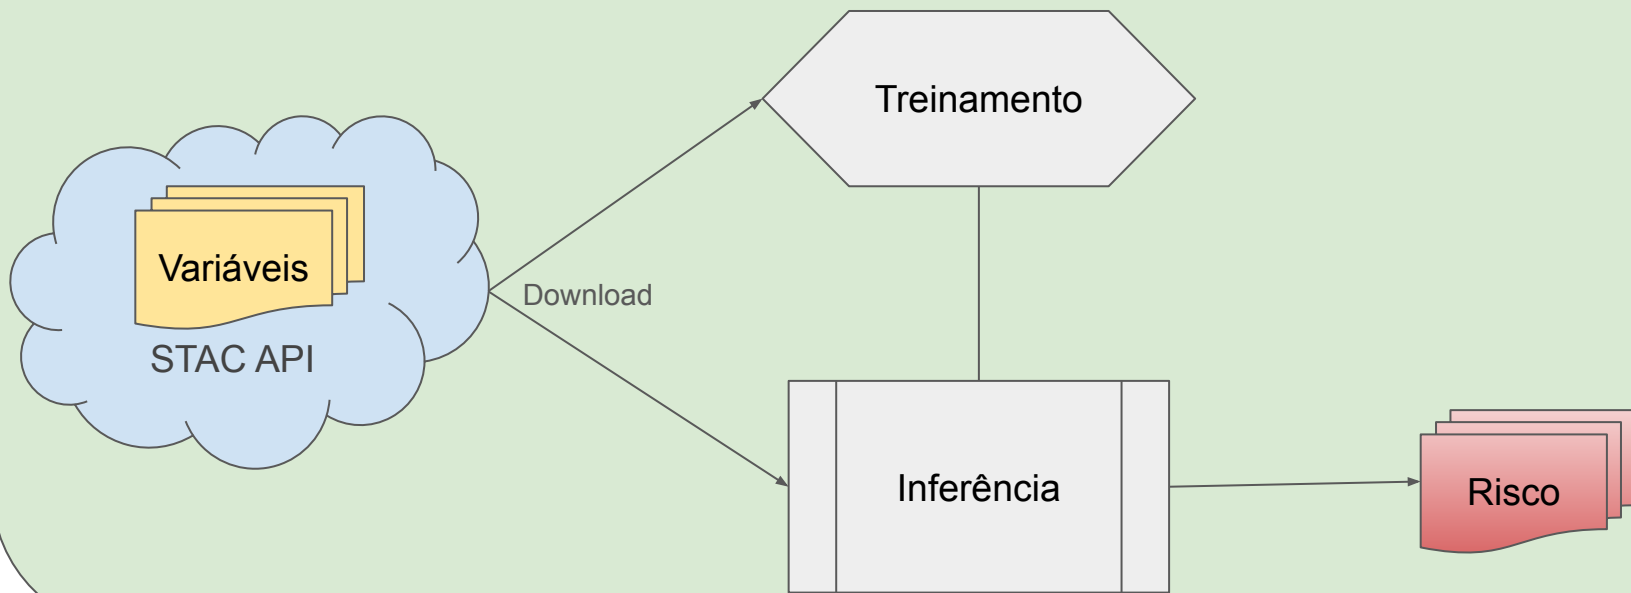 Treinamento
Variáveis
STAC API
Download
Inferência
Risco